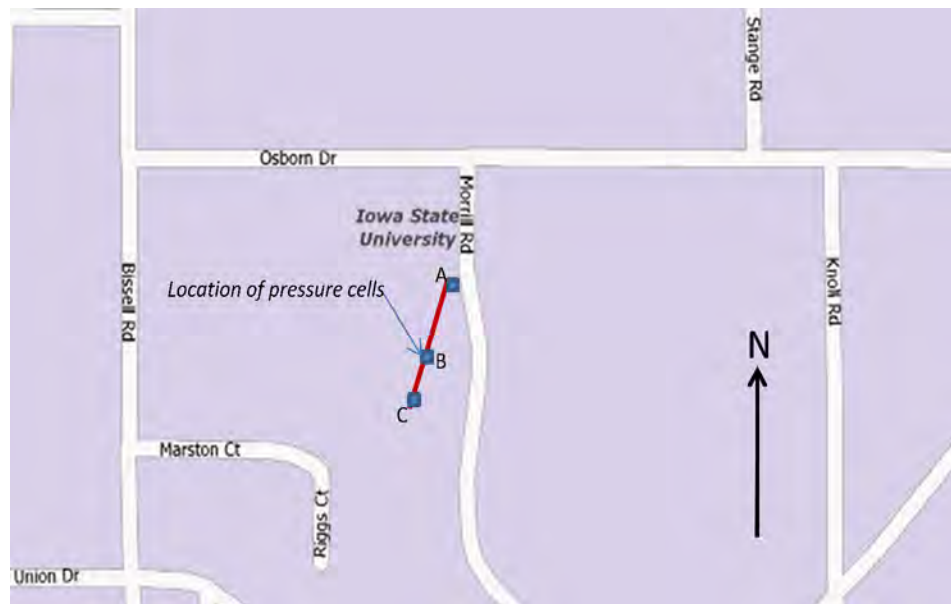 Stange Rd
Osborn Dr
Morrill Rd
Iowa State
University
A
Bissell Rd
Location of pressure cells
Knoll Rd
N
B
C
Marston Ct
Riggs Ct
Union Dr